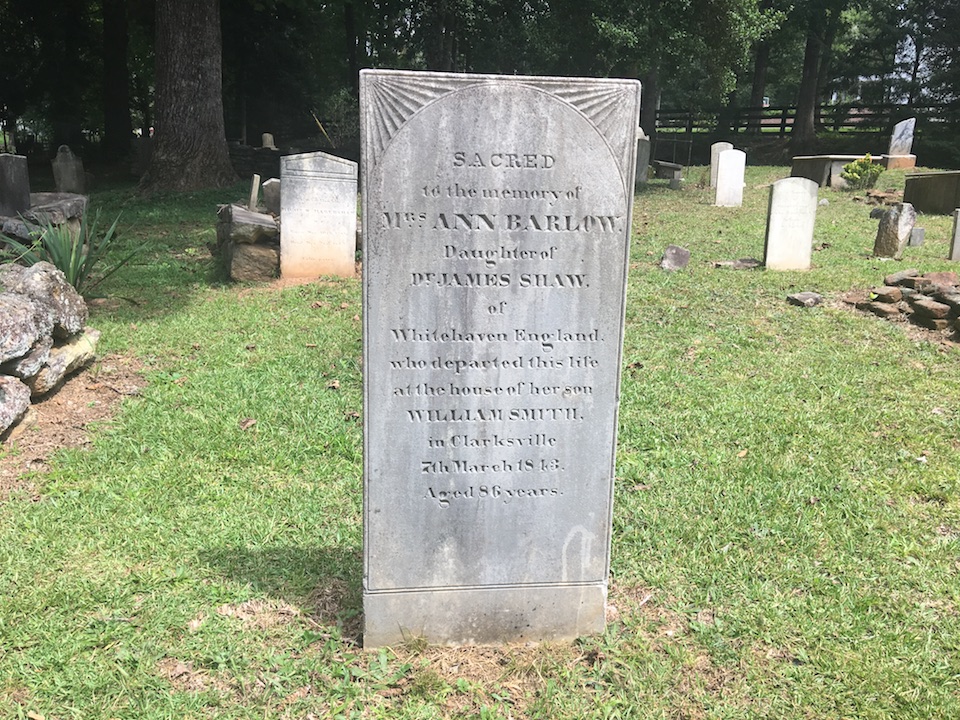 SACRED
to the memory of
Mrs ANN BARLOW.
Daughter of
Dr JAMES SHAW.
of
Whitehaven England.
who departed this life
at the house of her son
WILLIAM SMITH,
in Clarksville
7th March 1843.
Aged 86 years.